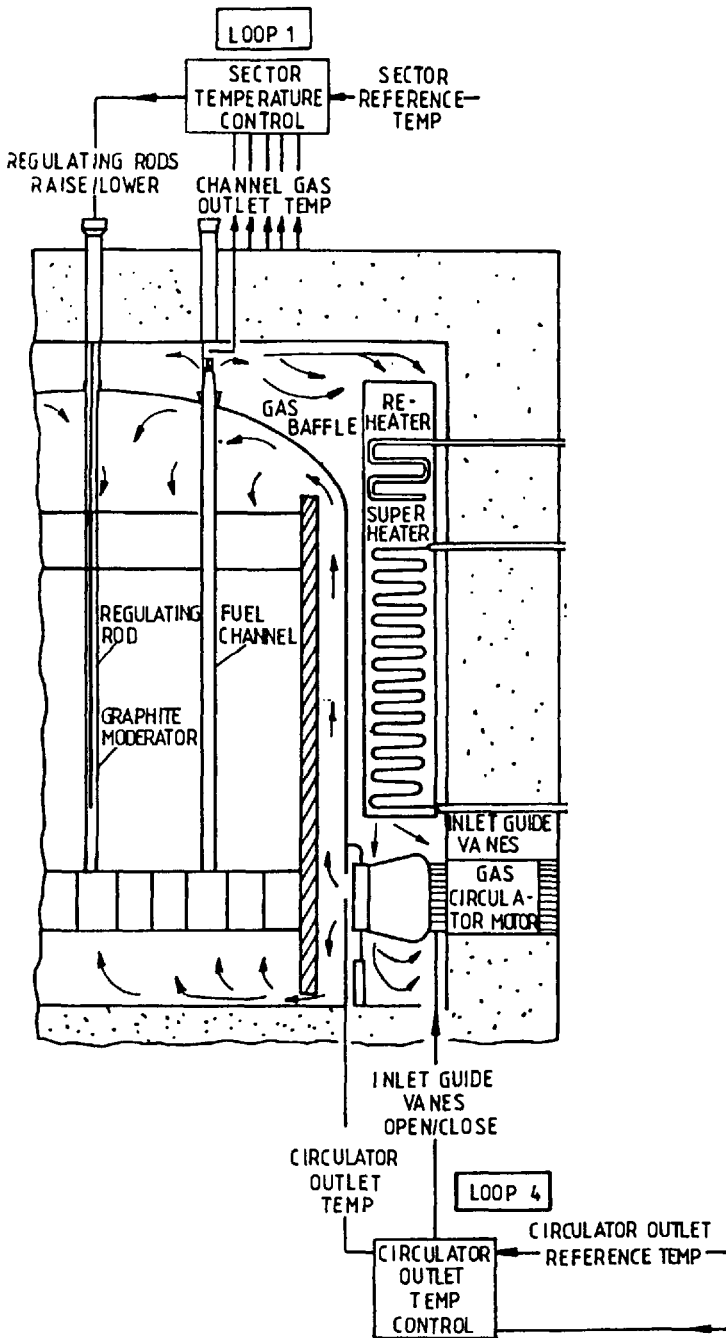 LOOP 1
SECTOR
TEMPERATURE
CONTROL
SECTOR
REFERENCE
TEMP
REGULATING RODS
RAISE/LOWER
CHANNEL GAS
OUTLET TEMP
GAS
BAFFLE
RE-
HEATER
SUPER
HEATER
REGULATING
ROD
FUEL
CHANNEL
GRAPHITE
MODERATOR
INLET GUIDE
VANES
GAS
CIRCULA-
TOR MOTOR
INLET GUIDE
VANES
OPEN/CLOSE
CIRCULATOR
OUTLET
TEMP
LOOP 4
CIRCULATOR
OUTLET
TEMP
CONTROL
CIRCULATOR OUTLET
REFERENCE TEMP